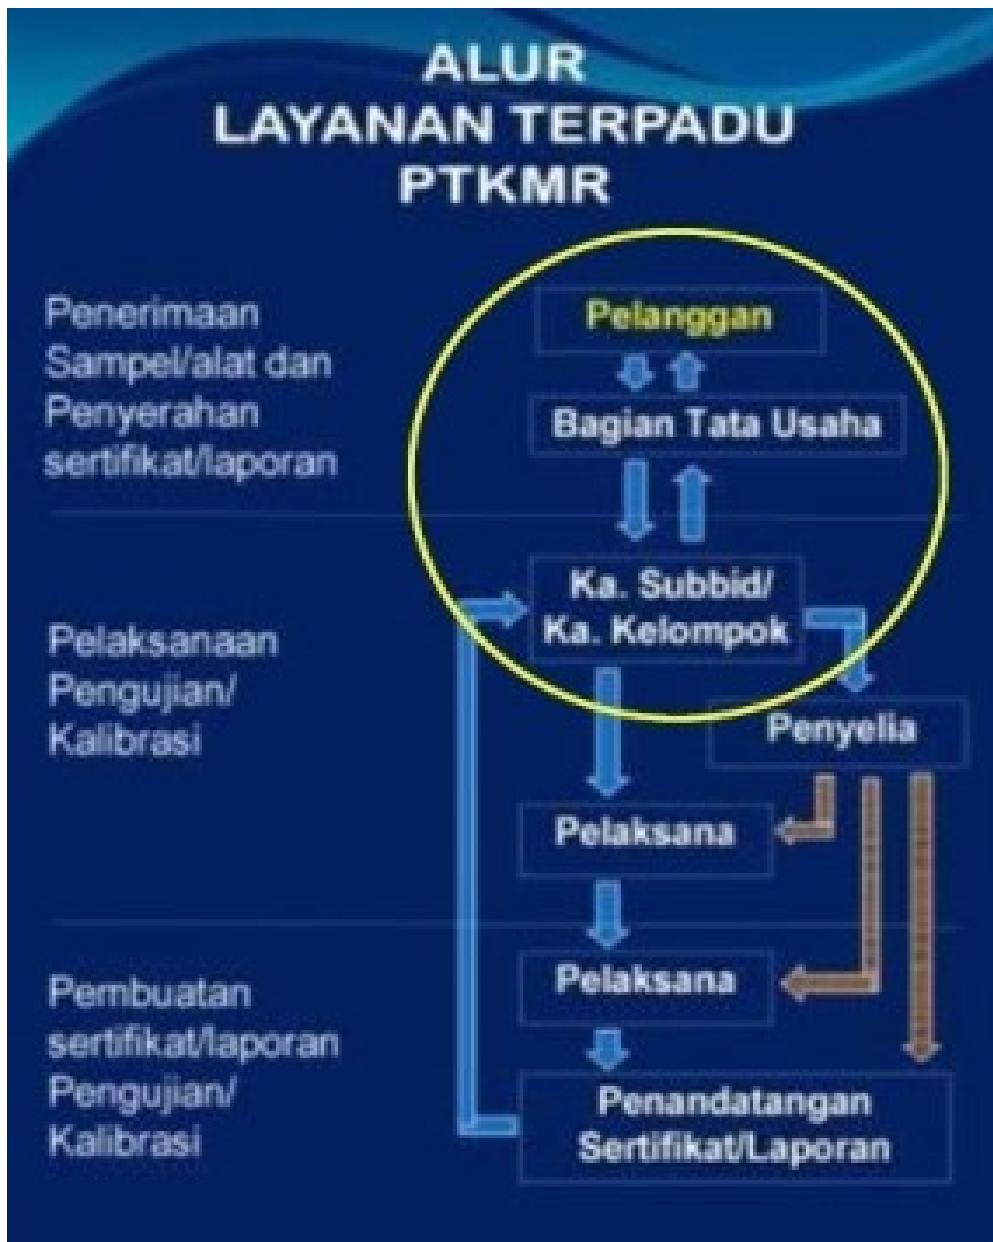 ALUR
LAYANAN TERPADU
PTKMR
Penerimaan
Sampel/alat dan
Penyerahan
sertifikat/laporan
Pelanggan
Bagian Tata Usaha
Pelaksanaan
Pengujian/
Kalibrasi
Ka. Subbid/
Ka. Kelompok
Penyelia
Pelaksana
Pembuatan
sertifikat/laporan
Pengujian/
Kalibrasi
Pelaksana
Penandatangan
Sertifikat/Laporan